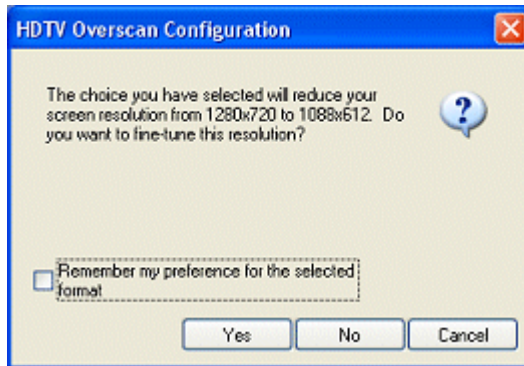 HDTV Overscan Configuration
The choice you have selected will reduce your
screen resolution from 1280x720 to 1088x612. Do
you want to fine-tune this resolution?
Remember my preference for the selected
format
Yes
No
Cancel